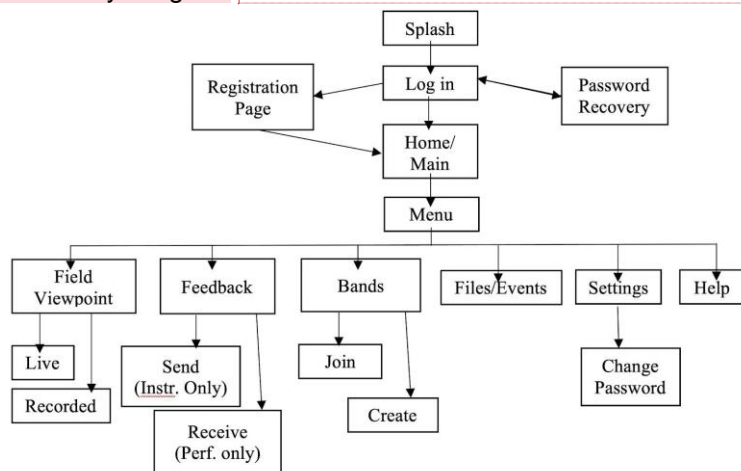 Splash
Log in
Registration
Page
Password
Recovery
Home/
Main
Menu
Field
Viewpoint
Feedback
Bands
Files/Events
Settings
Help
Live
Recorded
Send
(Instr. Only)
Receive
(Perf. only)
Join
Create
Change
Password